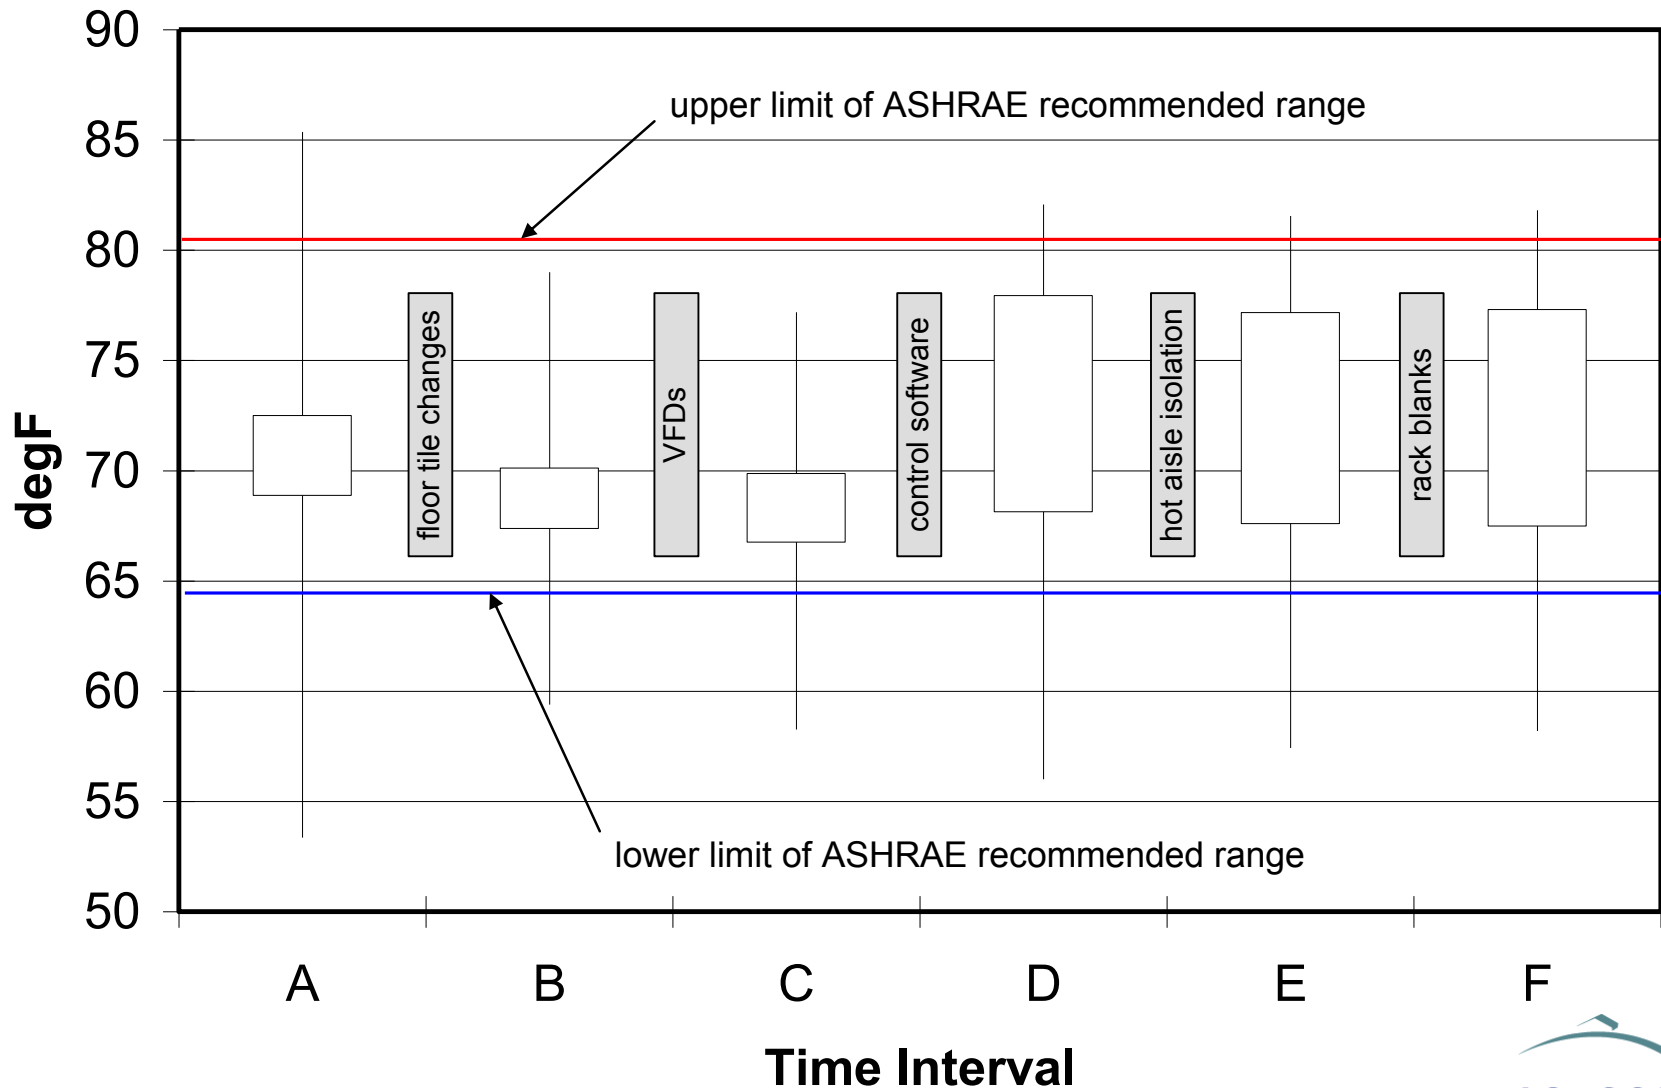 90
upper limit of ASHRAE recommended range
85
80
75
70
65
60
55
50
degF
floor tile changes
VFDs
control software
hot aisle isolation
rack blanks
lower limit of ASHRAE recommended range
A B C D E F
Time Interval